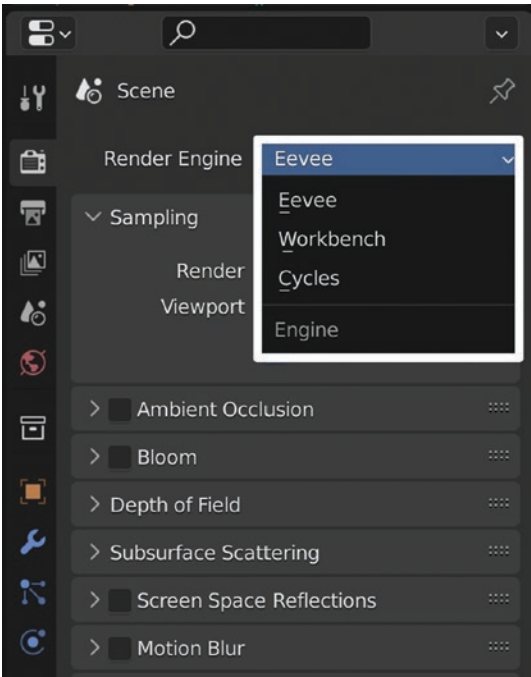 Scene
Render Engine Eevee
Eevee
Sampling
Workbench
Render
Cycles
Viewport
Engine
Ambient Occlusion
Bloom
Depth of Field
Subsurface Scattering
Screen Space Reflections
Motion Blur